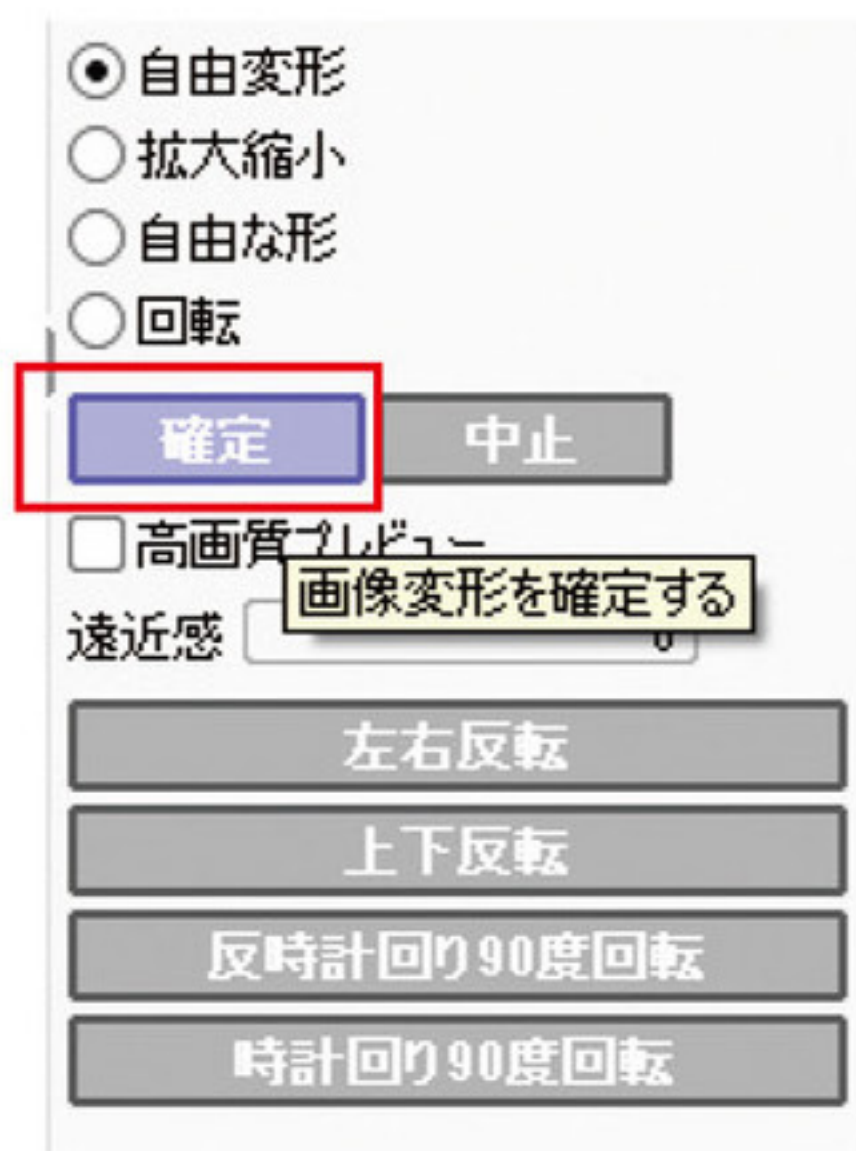 自由変形
拡大縮小
自由な形
回転
確定 中止
高画質プレビュー
画像変形を確定する
遠近感 0
左右反転
上下反転
反時計回り90度回転
時計回り90度回転